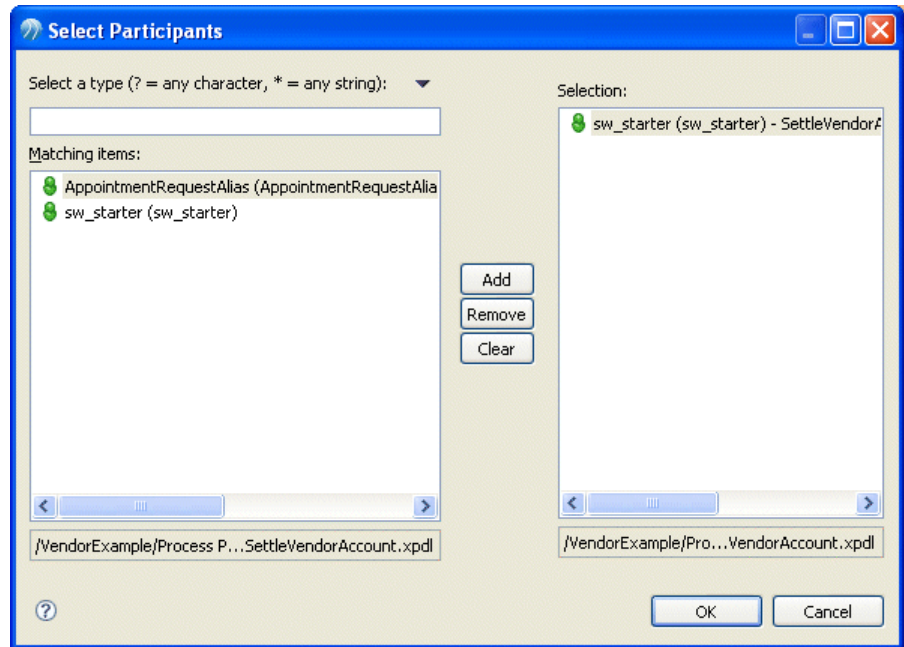 Select Participants
Select a type (? = any character, * = any string):
Matching items:
AppointmentRequestAlias (AppointmentRequestAlia
sw_starter (sw_starter)
/VendorExample/Process P...SettleVendorAccount.xpdl
Add
Remove
Clear
Selection:
sw_starter (sw_starter) - SettleVendorA
/VendorExample/Pro...VendorAccount.xpdl
?
OK
Cancel